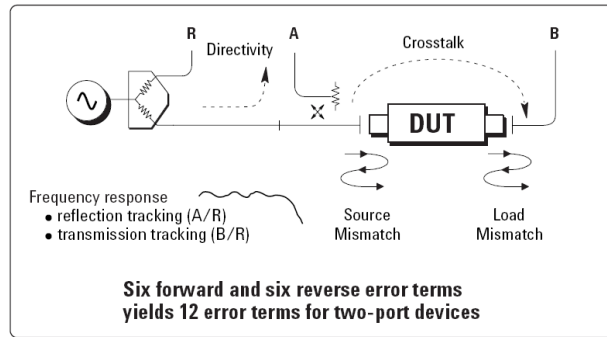 R
A
B
Directivity
Crosstalk
DUT
Frequency response
• reflection tracking (A/R)
• transmission tracking (B/R)
Source
Mismatch
Load
Mismatch
Six forward and six reverse error terms
yields 12 error terms for two-port devices